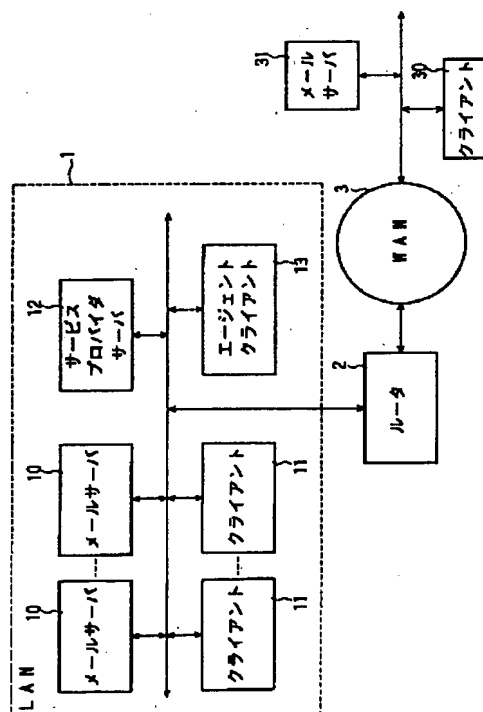 LAN
1
10
メールサーバ
10
メールサーバ
12
サービス
プロバイダ
サーバ
クライアント
11
クライアント
11
エージェント
クライアント
13
2
ルータ
3
WAN
31
メール
サーバ
30
クライアント